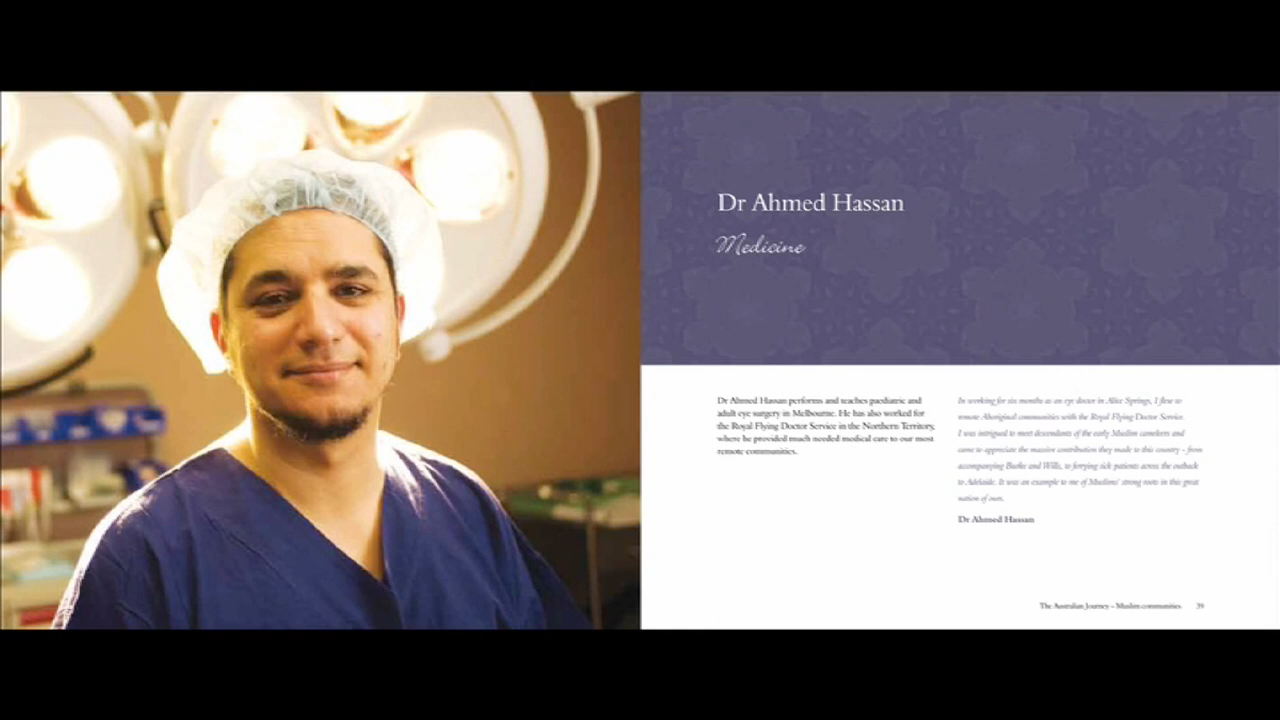 Dr Ahmed Hassan
Medicine
Dr Ahmed Hassan performs and teaches paediatric and
adult eye surgery in Melbourne. He has also worked for
the Royal Flying Doctor Service in the Northern Territory,
where he provided much needed medical care to our most
remote communities.
In working for six months as an eye doctor in Alice Springs, I flew to
remote Aboriginal communities with the Royal Flying Doctor Service.
I was intrigued to meet descendants of the early Muslim cameleers and
came to appreciate the massive contribution they made to this country – from
accompanying Burke and Wills, to ferrying sick patients across the outback
to Adelaide. It was an example to me of Muslims' strong roots in this great
nation of ours.
Dr Ahmed Hassan
The Australian Journey – Muslim communities 39